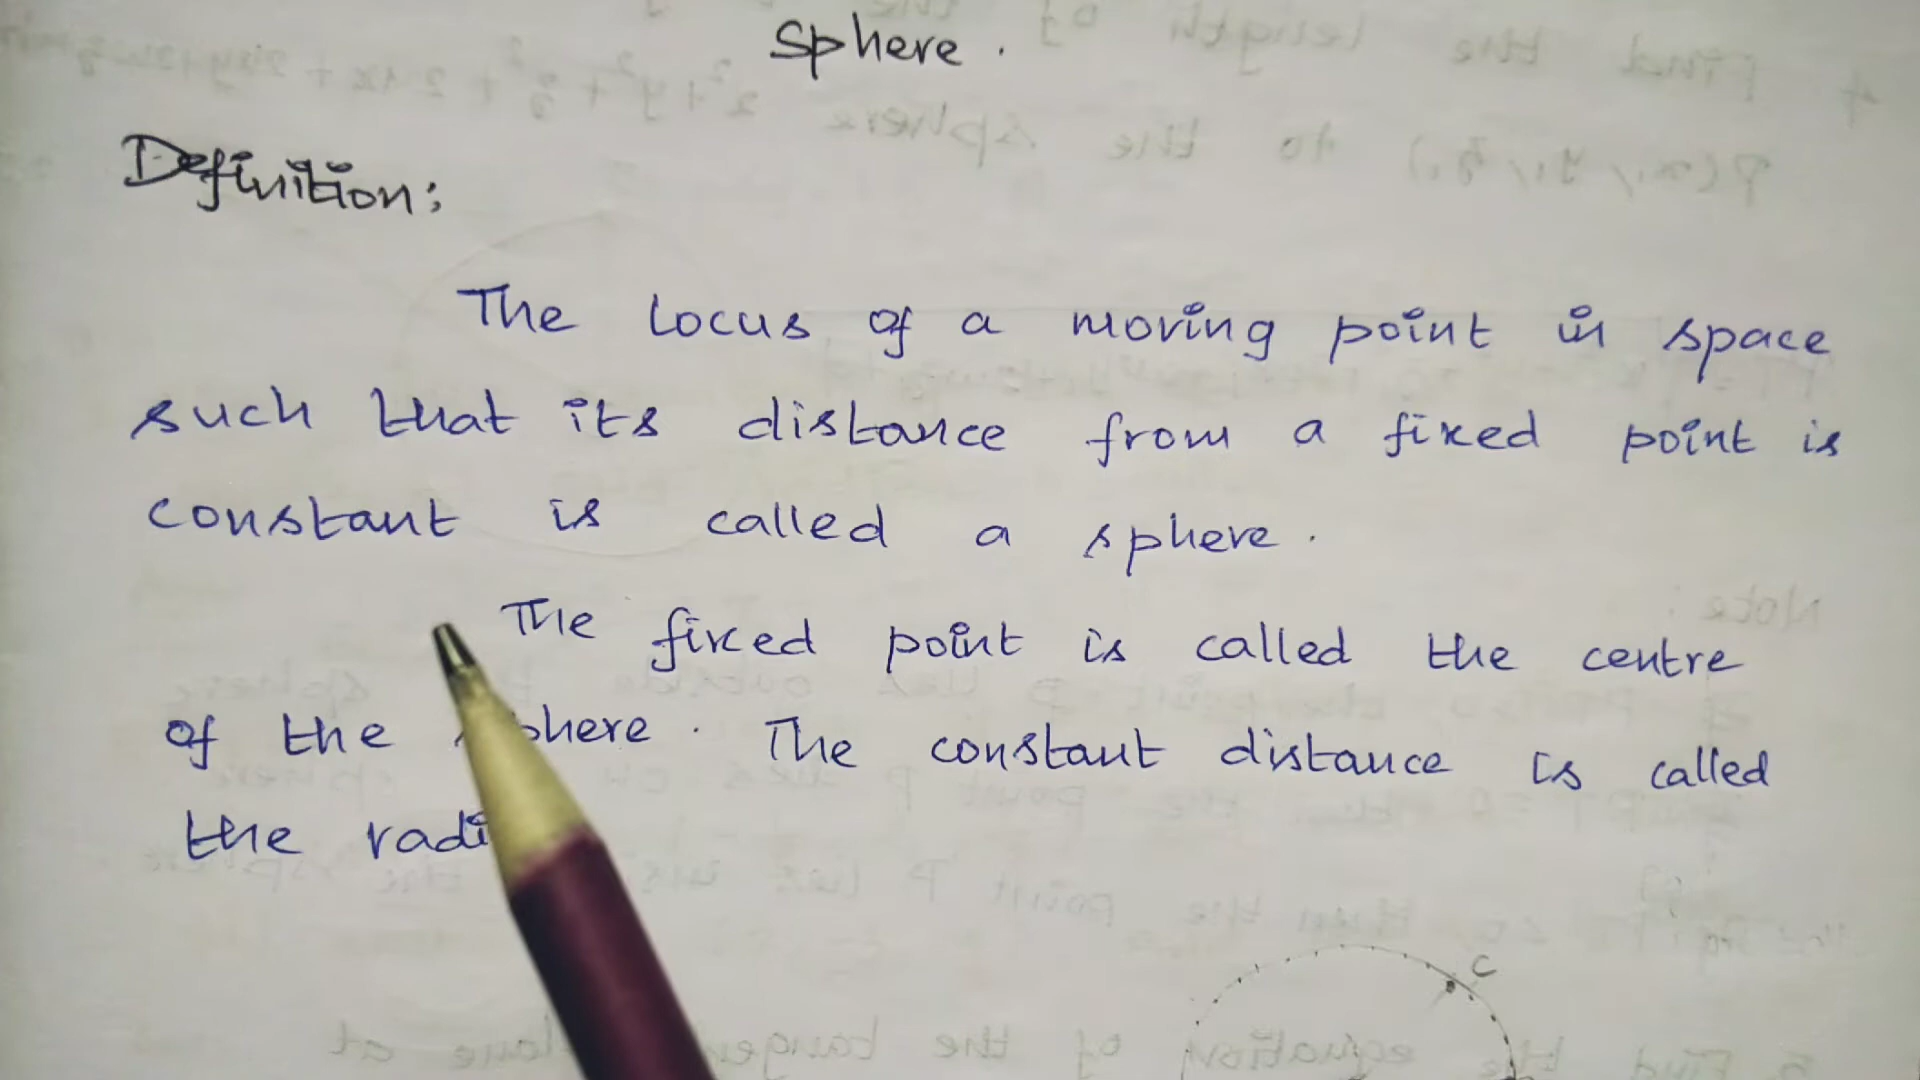 Sphere.
Definition:
The locus of a moving point in space
such that its distance from a fixed point is
constant is called a sphere.
The fixed point is called the centre
of the sphere. The constant distance is called
the radi
C